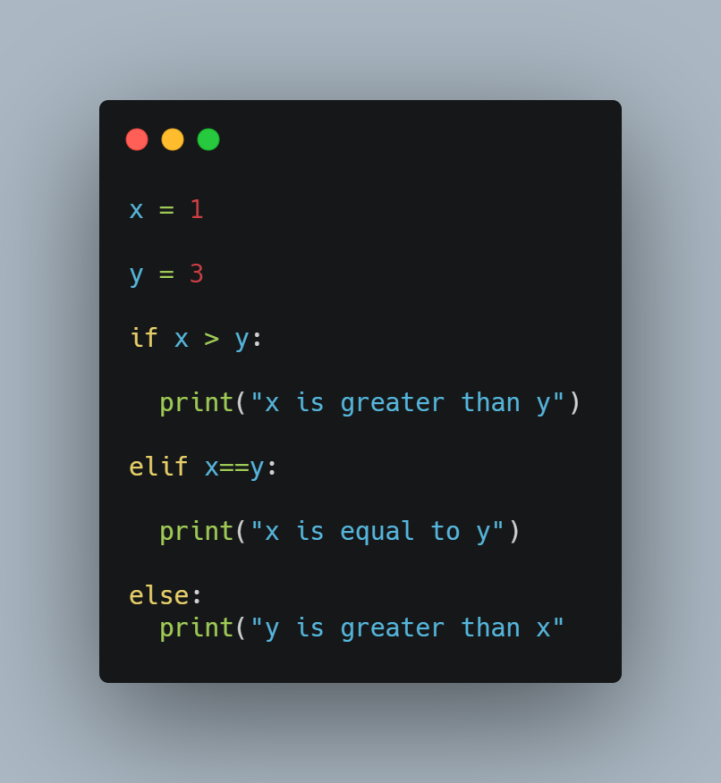 x = 1
y = 3
if x > y:
  print("x is greater than y")
elif x==y:
  print("x is equal to y")
else:
  print("y is greater than x"